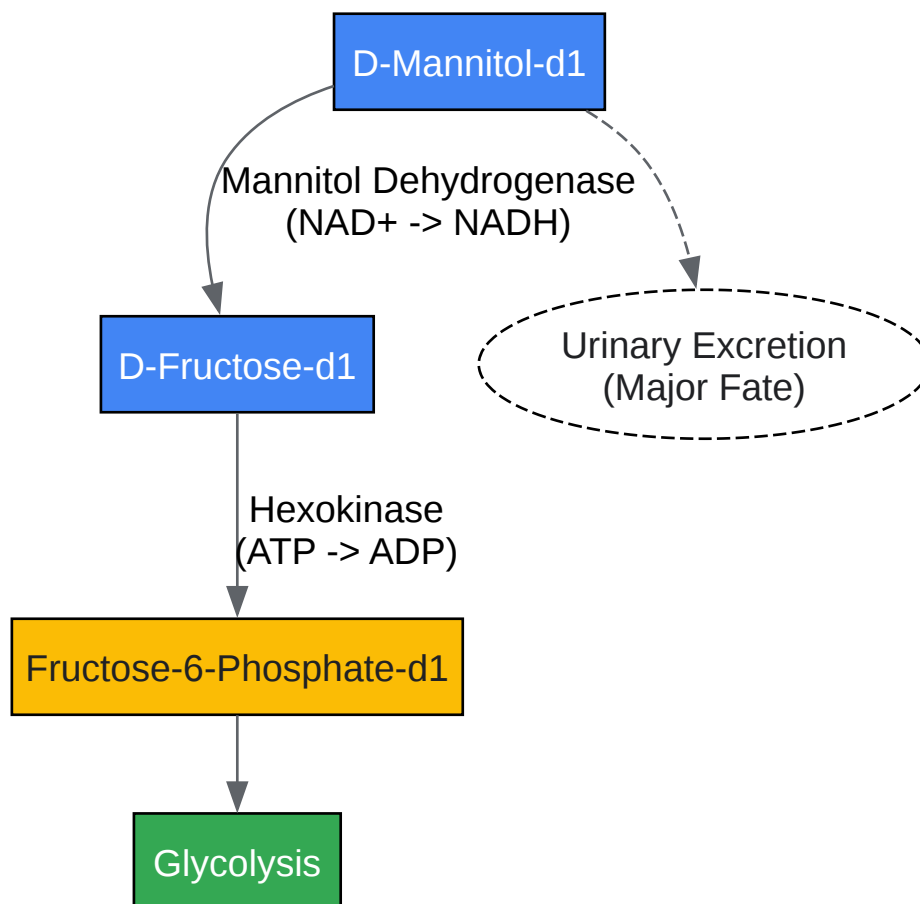 D-Mannitol-d1
Mannitol Dehydrogenase
(NAD+ -> NADH)
D-Fructose-d1
Urinary Excretion
(Major Fate)
Hexokinase
(ATP -> ADP)
Fructose-6-Phosphate-d1
Glycolysis